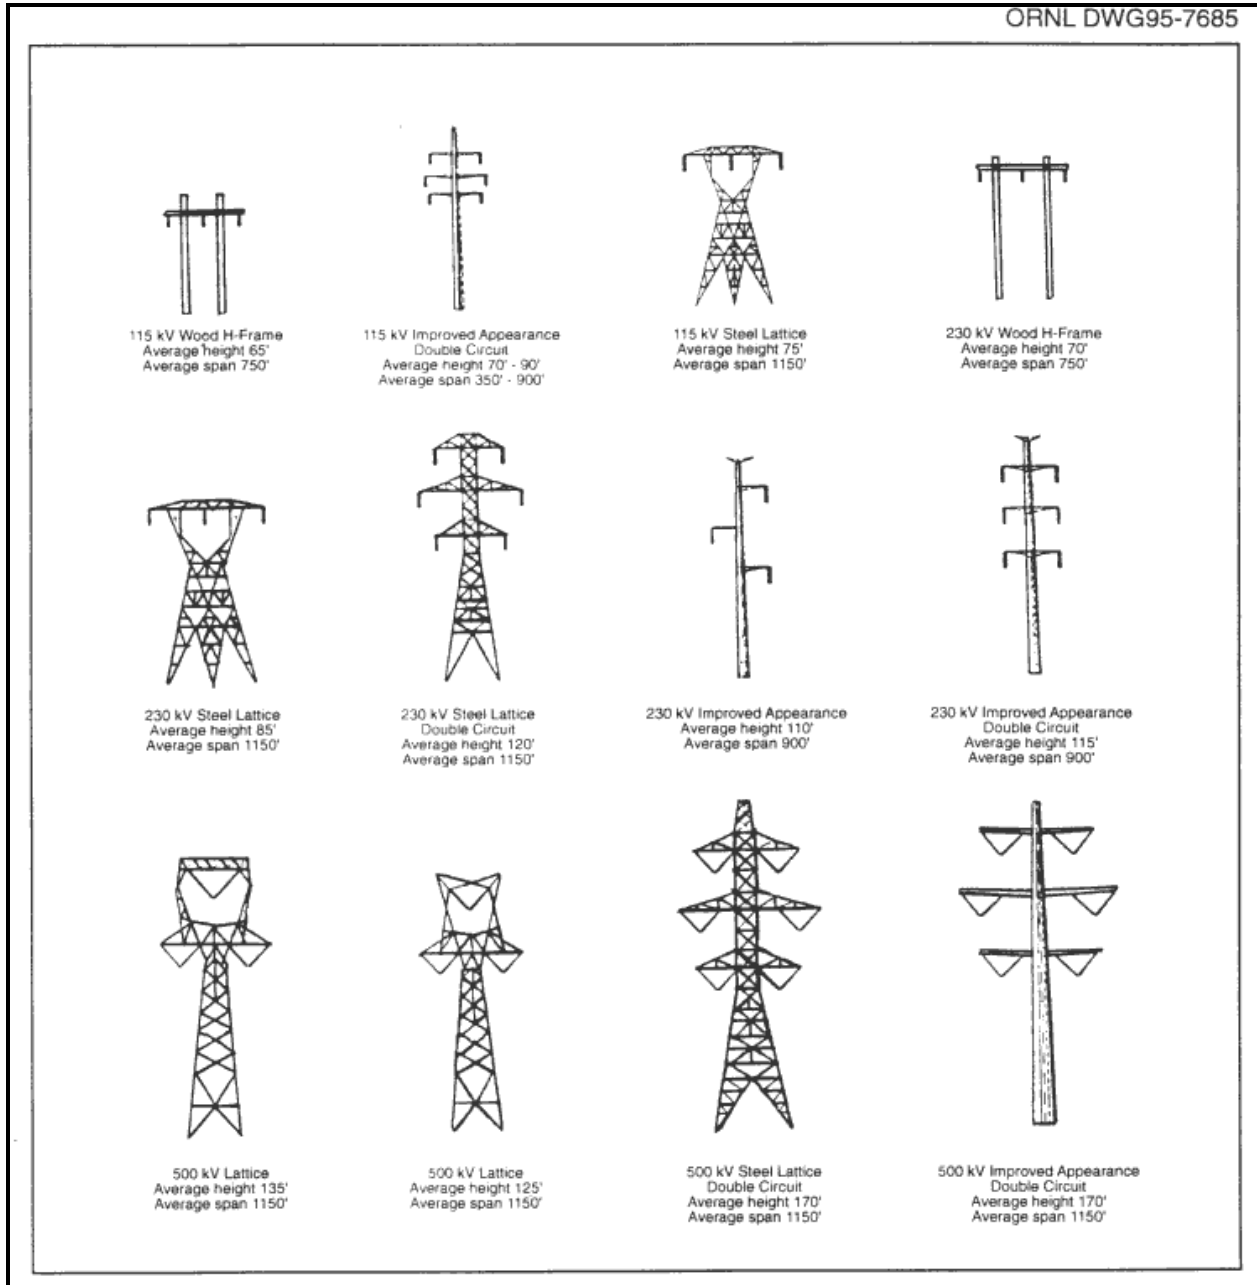 ORNL DWG95-7685
115 kV Wood H-Frame
Average height 65'
Average span 750'
115 kV Improved Appearance
Double Circuit
Average height 70' - 90'
Average span 350' - 900'
115 kV Steel Lattice
Average height 75'
Average span 1150'
230 kV Wood H-Frame
Average height 70'
Average span 750'
230 kV Steel Lattice
Average height 85'
Average span 1150'
230 kV Steel Lattice
Double Circuit
Average height 120'
Average span 1150'
230 kV Improved Appearance
Average height 110'
Average span 900'
230 kV Improved Appearance
Double Circuit
Average height 115'
Average span 900'
500 kV Lattice
Average height 135'
Average span 1150'
500 kV Lattice
Average height 125'
Average span 1150'
500 kV Steel Lattice
Double Circuit
Average height 170'
Average span 1150'
500 kV Improved Appearance
Double Circuit
Average height 170'
Average span 1150'